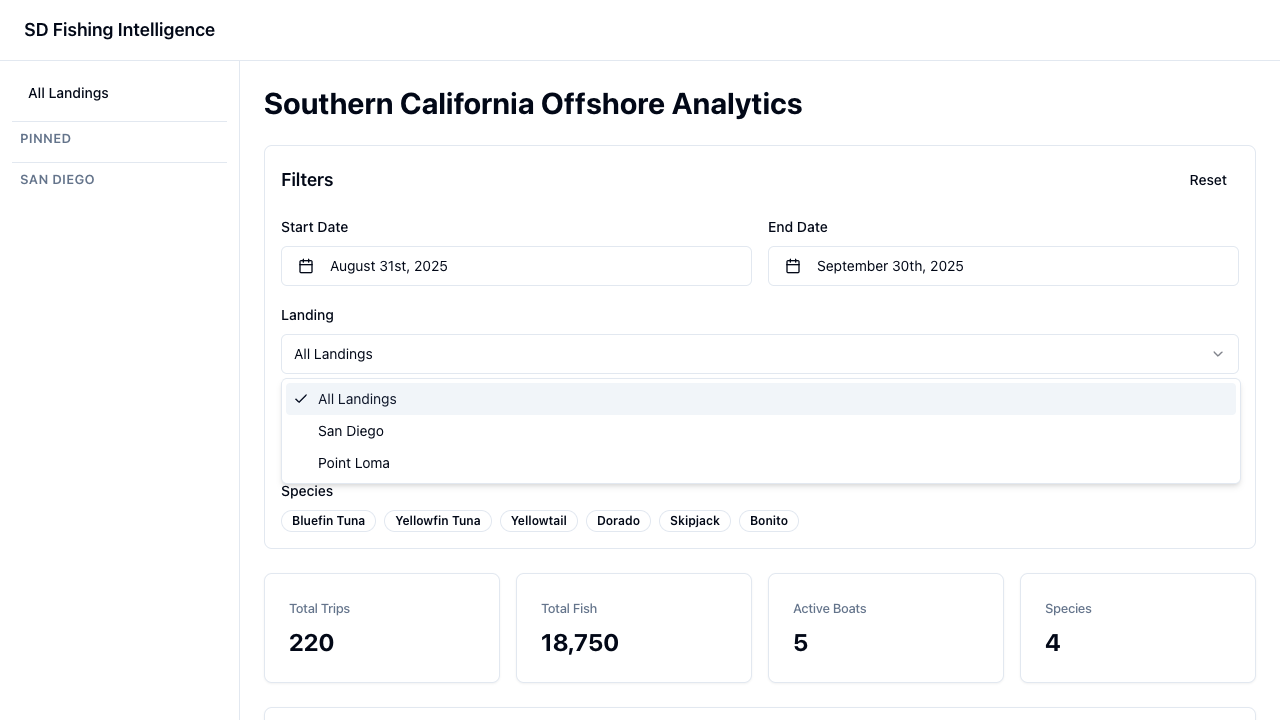 SD Fishing Intelligence
All Landings
PINNED
SAN DIEGO
Southern California Offshore Analytics
Filters
Reset
Start Date
End Date
August 31st, 2025
September 30th, 2025
Landing
All Landings
All Landings
San Diego
Point Loma
Species
Bluefin Tuna
Yellowfin Tuna
Yellowtail
Dorado
Skipjack
Bonito
Total Trips
220
Total Fish
18,750
Active Boats
5
Species
4